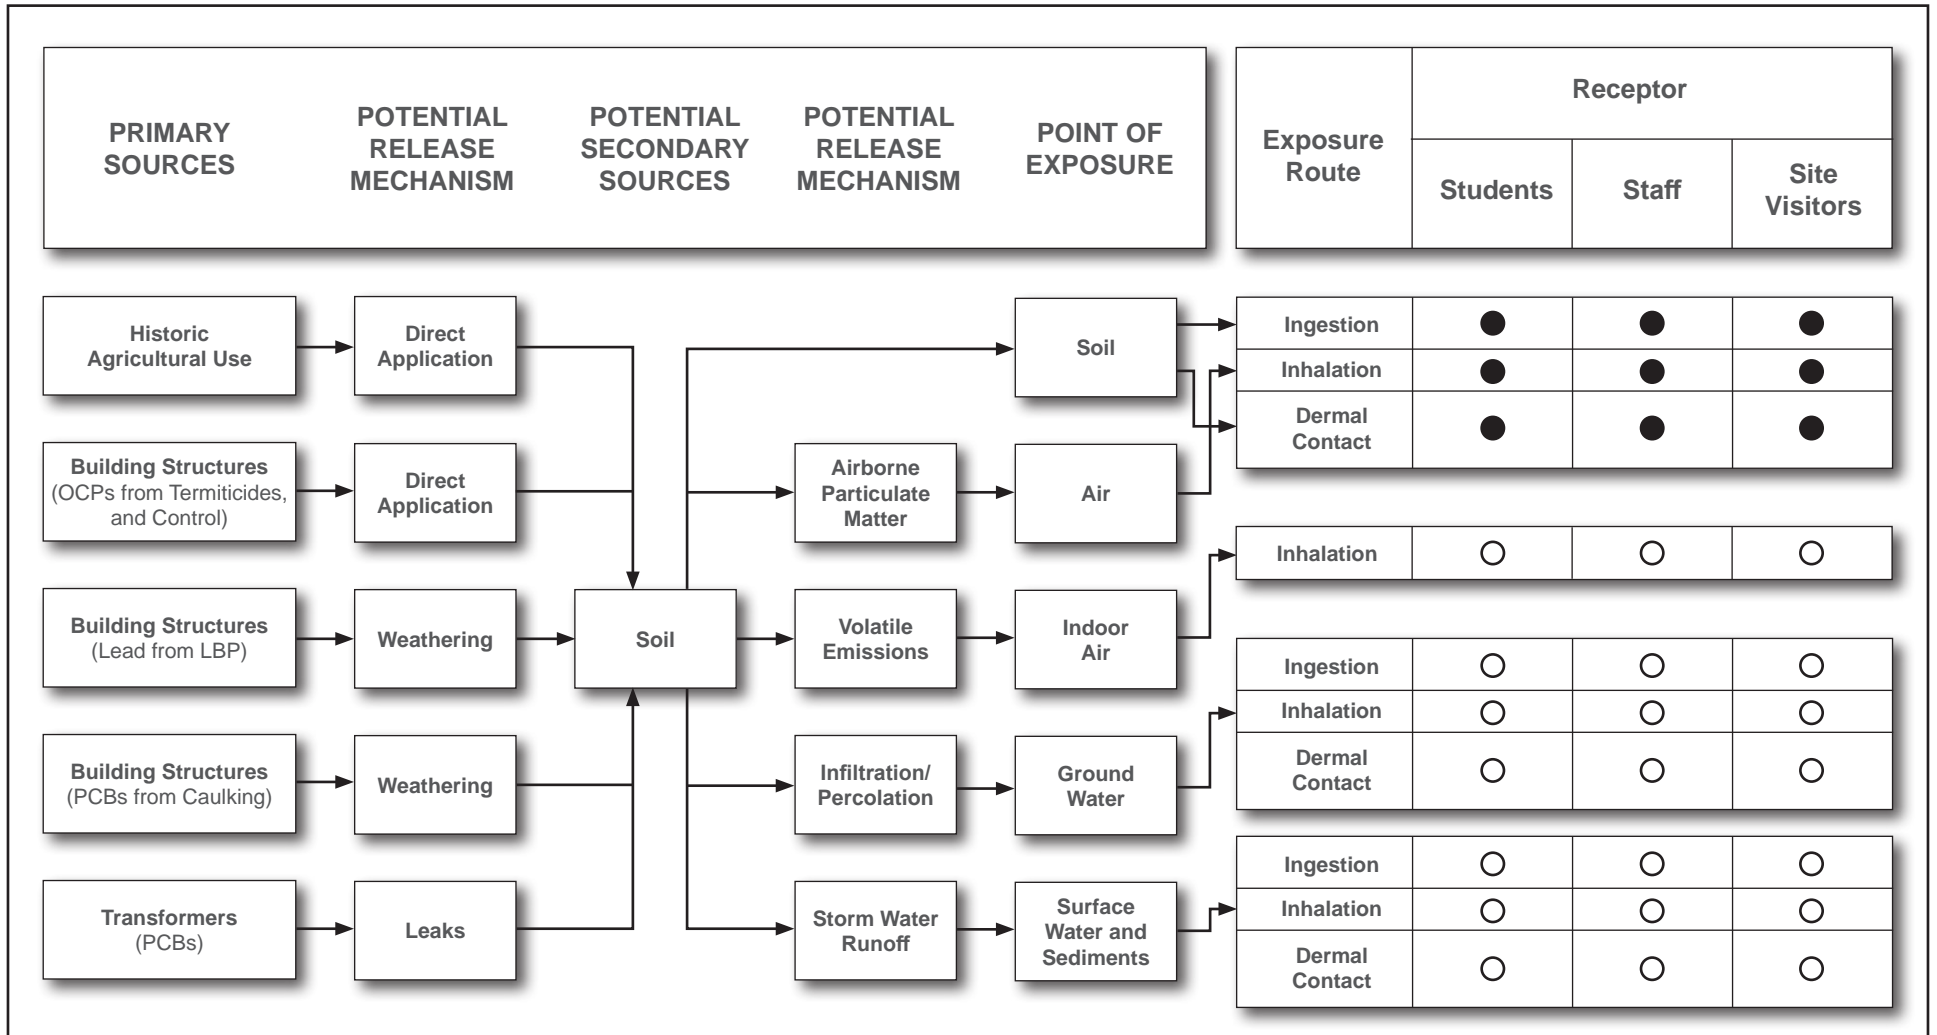 PRIMARY
SOURCES
POTENTIAL
RELEASE
MECHANISM
POTENTIAL
SECONDARY
SOURCES
POTENTIAL
RELEASE
MECHANISM
POINT OF
EXPOSURE
Exposure
Route
Receptor
Students
Staff
Site
Visitors
Historic
Agricultural Use
Direct
Application
Soil
Ingestion
Inhalation
Dermal
Contact
Building Structures
(OCPs from Termiticides,
and Control)
Direct
Application
Airborne
Particulate
Matter
Air
Inhalation
Building Structures
(Lead from LBP)
Weathering
Soil
Volatile
Emissions
Indoor
Air
Ingestion
Inhalation
Dermal
Contact
Building Structures
(PCBs from Caulking)
Weathering
Infiltration/
Percolation
Ground
Water
Transformers
(PCBs)
Leaks
Storm Water
Runoff
Surface
Water and
Sediments
Ingestion
Inhalation
Dermal
Contact